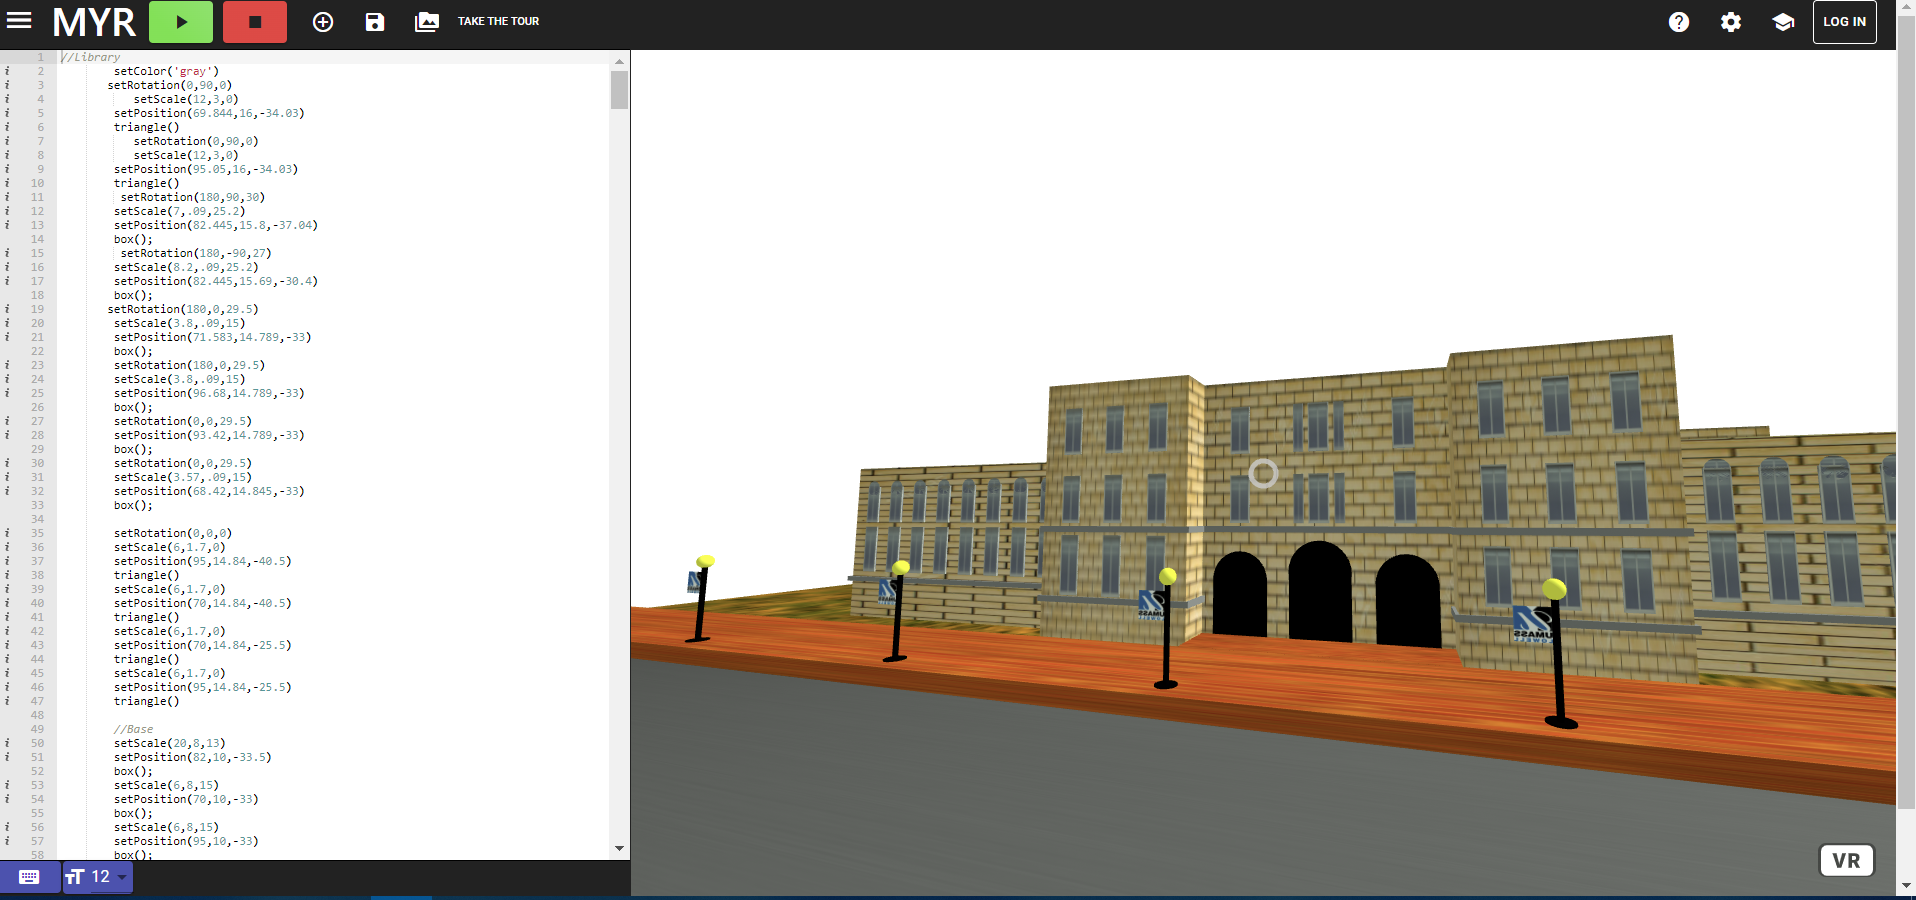 MYR
TAKE THE TOUR
LOG IN
1 //Library
2 setColor('gray')
3 setRotation(0,90,0)
4 setScale(12,3,0)
5 setPosition(69.844,16,-34.03)
6 triangle()
7 setRotation(0,90,0)
8 setScale(12,3,0)
9 setPosition(95.05,16,-34.03)
10 triangle()
11 setRotation(180,90,30)
12 setScale(7,.09,25.2)
13 setPosition(82.445,15.8,-37.04)
14 box();
15 setRotation(180,-90,27)
16 setScale(8.2,.09,25.2)
17 setPosition(82.445,15.69,-30.4)
18 box();
19 setRotation(180,0,29.5)
20 setScale(3.8,.09,15)
21 setPosition(71.583,14.789,-33)
22 box();
23 setRotation(180,0,29.5)
24 setScale(3.8,.09,15)
25 setPosition(96.68,14.789,-33)
26 box();
27 setRotation(0,0,29.5)
28 setPosition(93.42,14.789,-33)
29 box();
30 setRotation(0,0,29.5)
31 setScale(3.57,.09,15)
32 setPosition(68.42,14.845,-33)
33 box();
34
35 setRotation(0,0,0)
36 setScale(6,1.7,0)
37 setPosition(95,14.84,-40.5)
38 triangle()
39 setScale(6,1.7,0)
40 setPosition(70,14.84,-40.5)
41 triangle()
42 setScale(6,1.7,0)
43 setPosition(70,14.84,-25.5)
44 triangle()
45 setScale(6,1.7,0)
46 setPosition(95,14.84,-25.5)
47 triangle()
48
49 //Base
50 setScale(20,8,13)
51 setPosition(82,10,-33.5)
52 box();
53 setScale(6,8,15)
54 setPosition(70,10,-33)
55 box();
56 setScale(6,8,15)
57 setPosition(95,10,-33)
58 box();
12
UMASS
LOWELL
VR